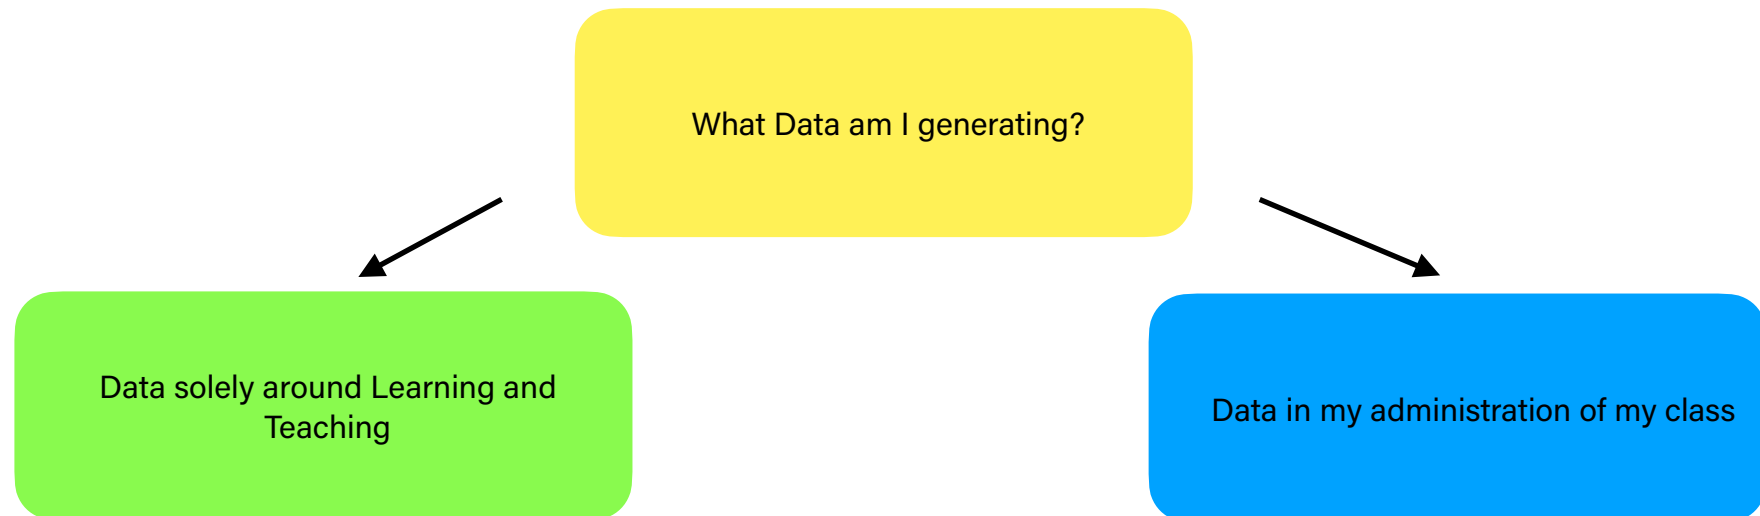 What Data am I generating?
Data solely around Learning and
Teaching
Data in my administration of my class